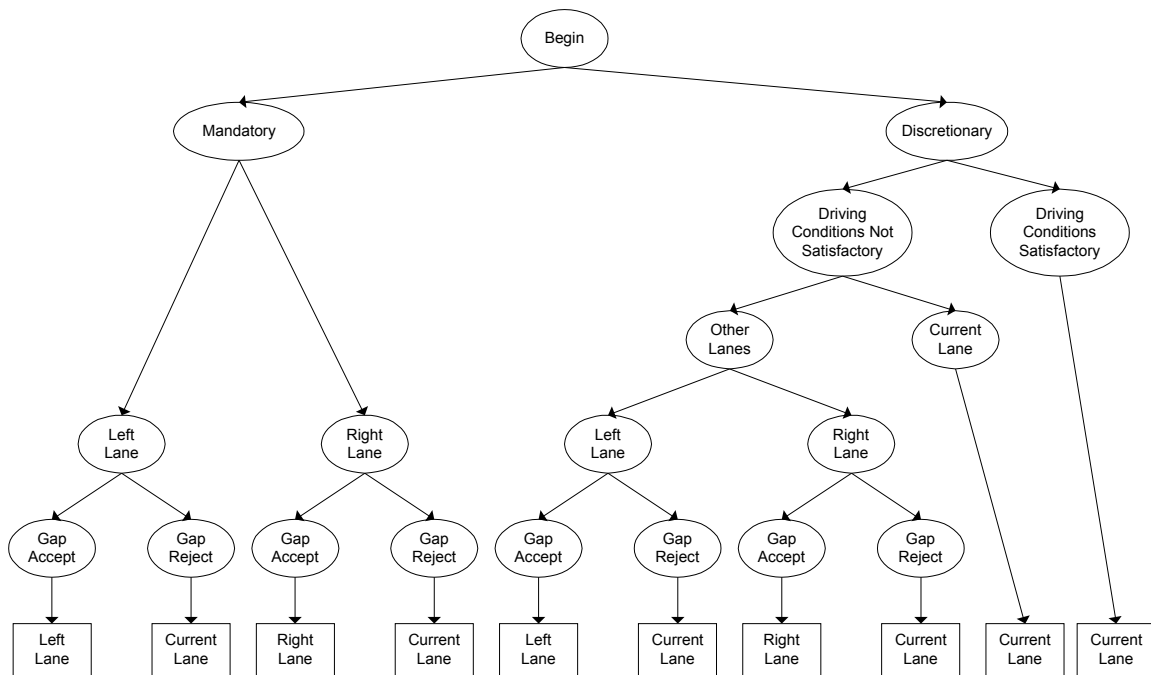 Begin
Mandatory
Discretionary
Driving
Conditions Not
Satisfactory
Driving
Conditions
Satisfactory
Other
Lanes
Current
Lane
Left
Lane
Right
Lane
Left
Lane
Right
Lane
Gap
Accept
Gap
Reject
Gap
Accept
Gap
Reject
Gap
Accept
Gap
Reject
Gap
Accept
Gap
Reject
Left
Lane
Current
Lane
Right
Lane
Current
Lane
Left
Lane
Current
Lane
Right
Lane
Current
Lane
Current
Lane
Current
Lane